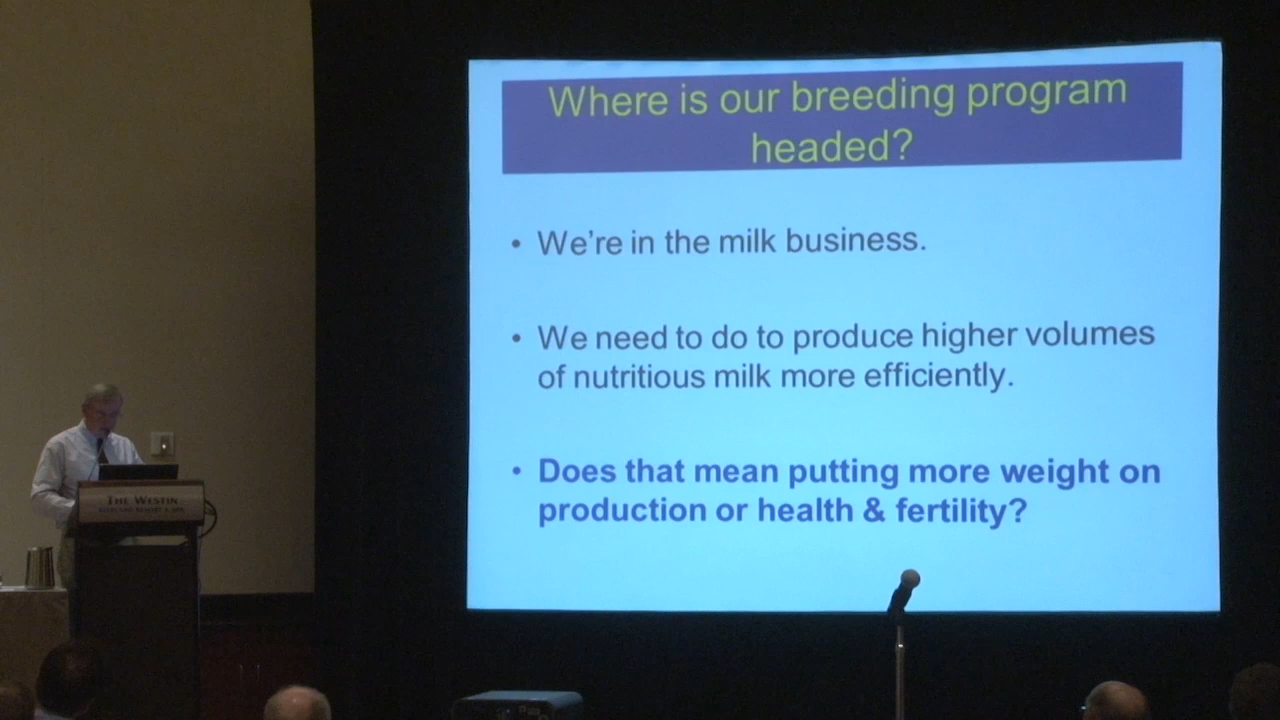 Where is our breeding program
headed?
• We're in the milk business.
• We need to do to produce higher volumes
of nutritious milk more efficiently.
• Does that mean putting more weight on
production or health & fertility?
THE WESTIN